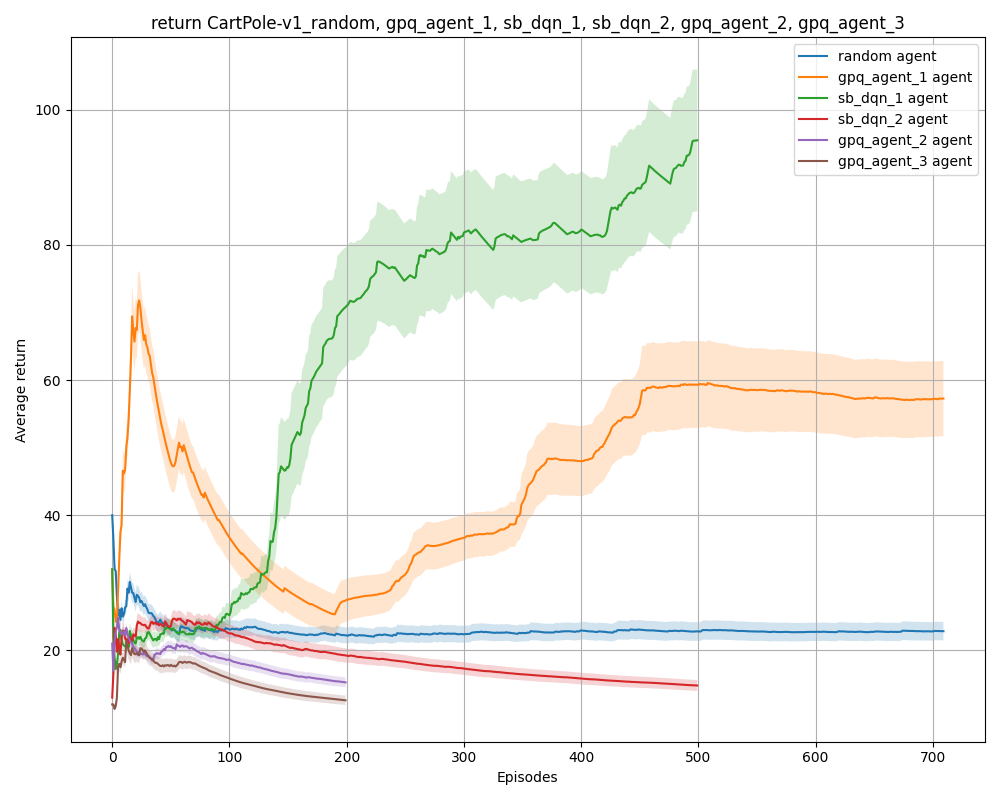 return CartPole-v1_random, gpq_agent_1, sb_dqn_1, sb_dqn_2, gpq_agent_2, gpq_agent_3
random agent
gpq_agent_1 agent
sb_dqn_1 agent
sb_dqn_2 agent
gpq_agent_2 agent
gpq_agent_3 agent
Average return
100
80
60
40
20
0 100 200 300 400 500 600 700
Episodes